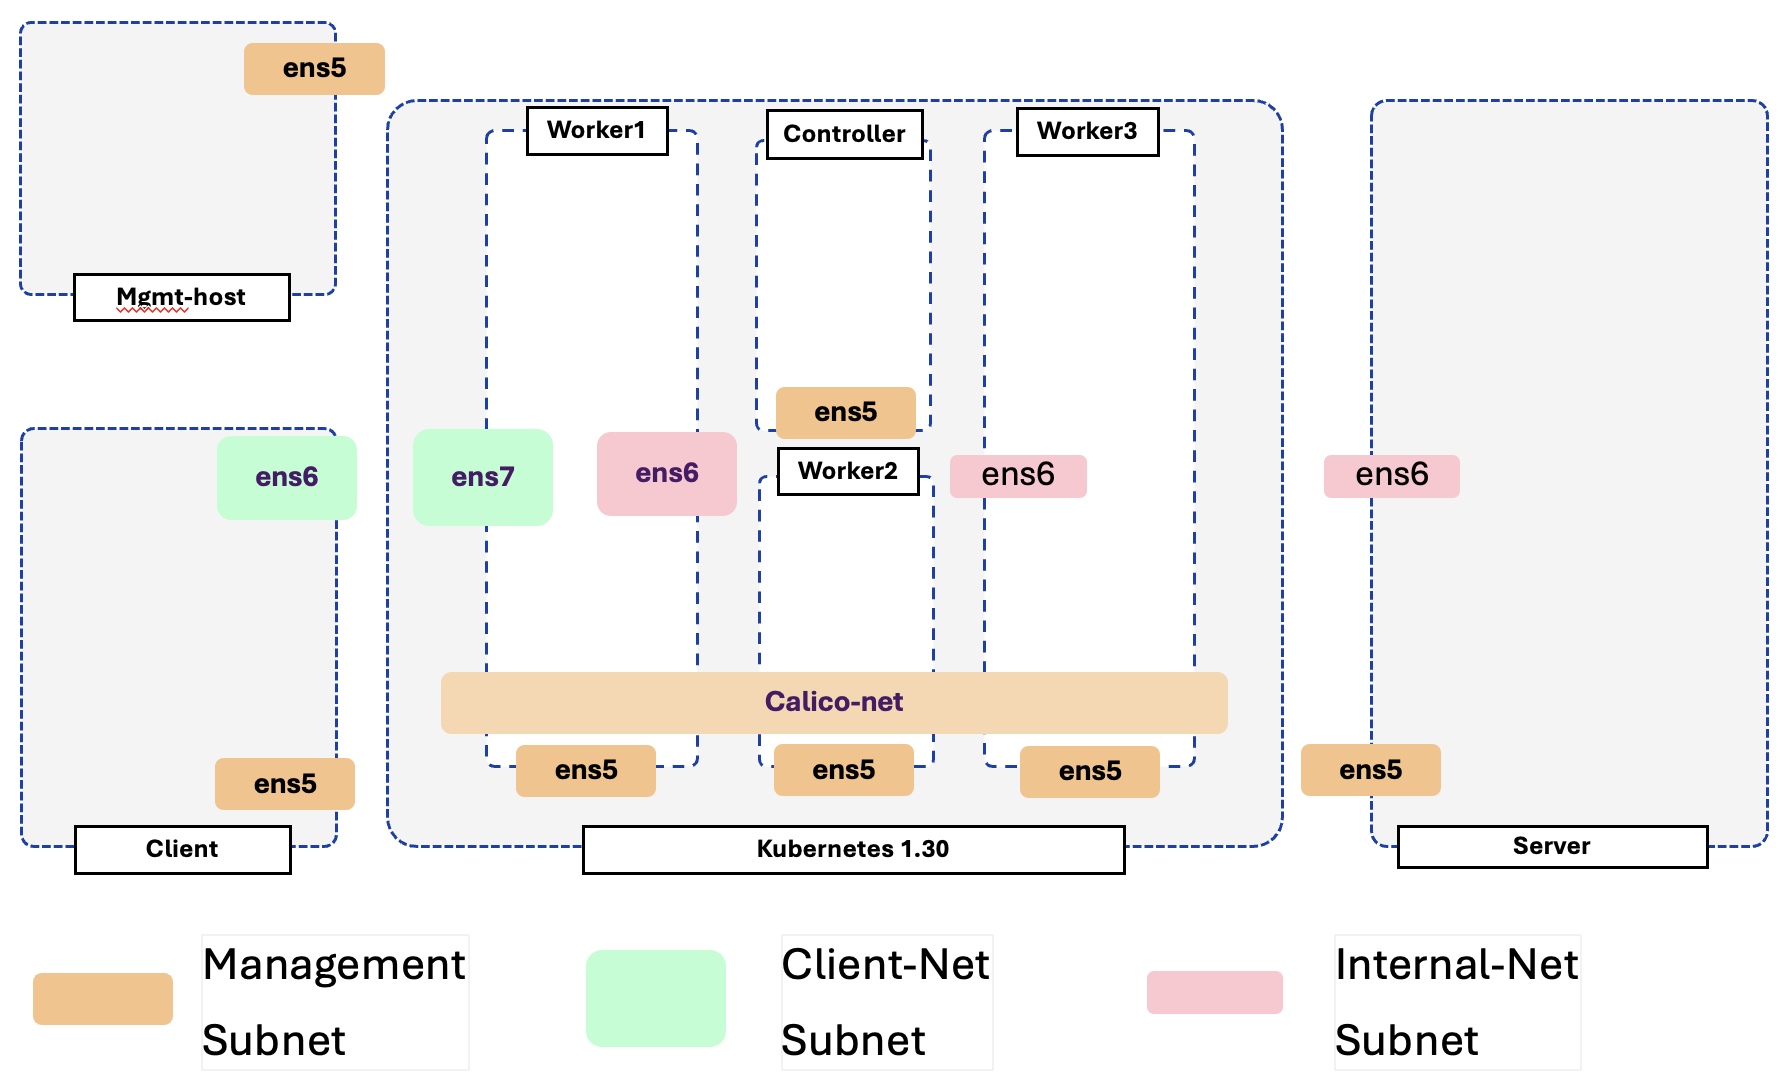 ens5
Mgmt-host
Worker1
Controller
Worker3
ens5
Worker2
ens6
ens7
ens6
ens6
ens6
Calico-net
ens5
ens5
ens5
ens5
ens5
Client
Kubernetes 1.30
Server
Management
Subnet
Client-Net
Subnet
Internal-Net
Subnet